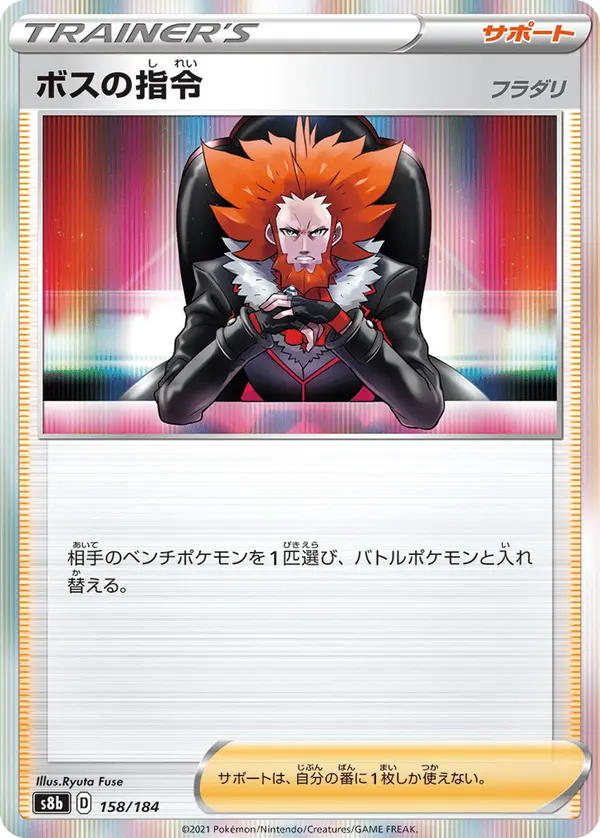 TRAINER'S サポート
ボスの指令 フラダリ
しれい
相手のベンチポケモンを1匹選び、バトルポケモンと入れ
あいて ぴきえら い
替える。
か
サポートは、自分の番に1枚しか使えない。
じぶん ばん まい つか
Illus.Ryuta Fuse
s8b D 158/184
©2021 Pokémon/Nintendo/Creatures/GAME FREAK.